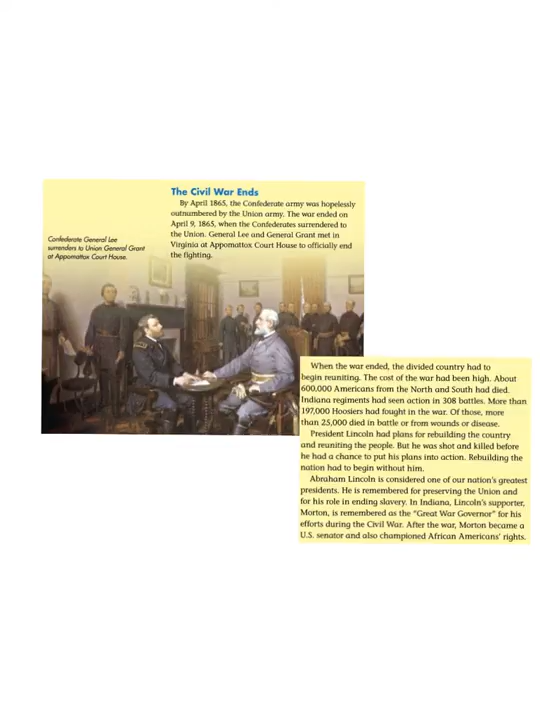 The Civil War Ends
By April 1865, the Confederate army was hopelessly
outnumbered by the Union army. The war ended on
April 9, 1865, when the Confederates surrendered to
the Union. General Lee and General Grant met in
Virginia at Appomattox Court House to officially end
the fighting.
Confederate General Lee
surrenders to Union General Grant
at Appomattox Court House.
When the war ended, the divided country had to
begin reuniting. The cost of the war had been high. About
600,000 Americans from the North and South had died.
Indiana regiments had seen action in 308 battles. More than
197,000 Hoosiers had fought in the war. Of those, more
than 25,000 died in battle or from wounds or disease.
President Lincoln had plans for rebuilding the country
and reuniting the people. But he was shot and killed before
he had a chance to put his plans into action. Rebuilding the
nation had to begin without him.
Abraham Lincoln is considered one of our nation's greatest
presidents. He is remembered for preserving the Union and
for his role in ending slavery. In Indiana, Lincoln's supporter,
Morton, is remembered as the "Great War Governor" for his
efforts during the Civil War. After the war, Morton became a
U.S. senator and also championed African Americans' rights.